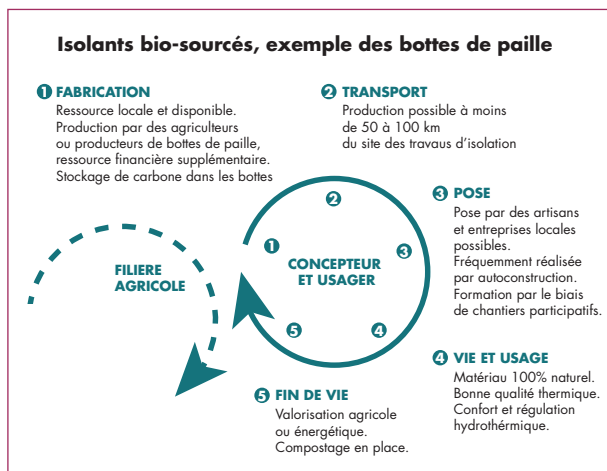 Isolants bio-sourcés, exemple des bottes de paille
1 FABRICATION
Ressource locale et disponible.
Production par des agriculteurs
ou producteurs de bottes de paille,
ressource financière supplémentaire.
Stockage de carbone dans les bottes
2 TRANSPORT
Production possible à moins
de 50 à 100 km
du site des travaus d'isolation
3 POSE
Pose par des artisans
et entreprises locales
possibles.
Fréquemment réalisée
par autoconstruction.
Formation par le biais
de chantiers participatifs.
4 VIE ET USAGE
Matériau 100% naturel.
Bonne qualité thermique.
Confort et régulation
hydrothérmique.
5 FIN DE VIE
Valorisation agricole
ou énergétique.
Compostage en place.
FILIERE
AGRICOLE
CONCEPTEUR
ET USAGER
1
2
3
4
5